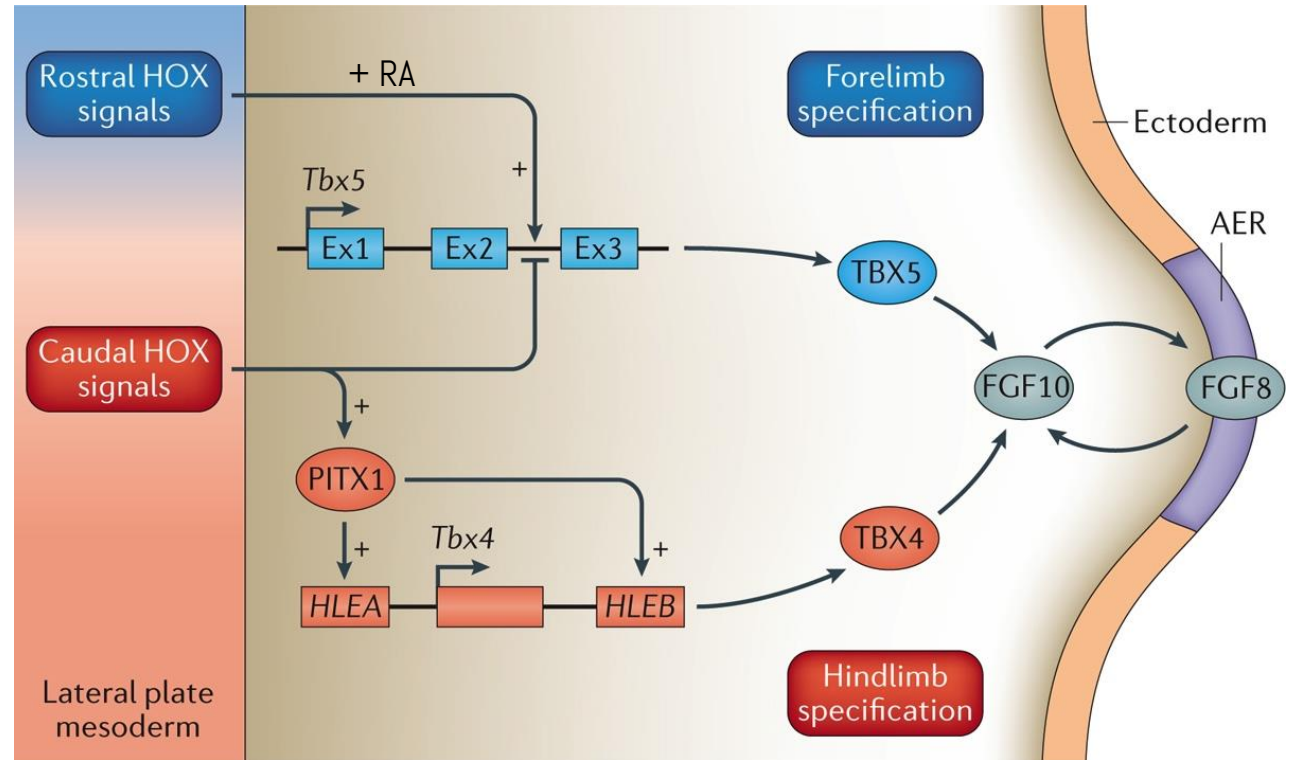 Rostral HOX
signals
+ RA
Forelimb
specification
Ectoderm
+
Tbx5
AER
Ex1
Ex2
Ex3
TBX5
Caudal HOX
signals
FGF10
FGF8
+
PITX1
Tbx4
TBX4
+
+
HLEA
HLEB
Hindlimb
specification
Lateral plate
mesoderm